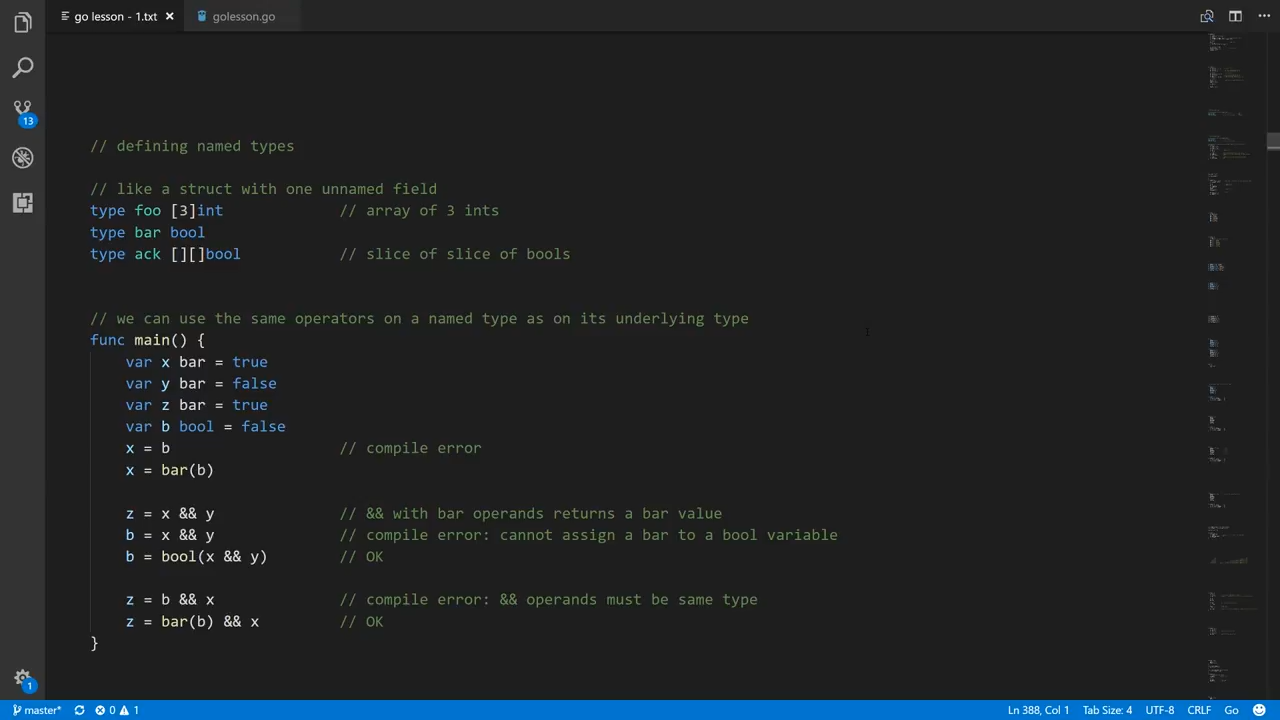 go lesson - 1.txt
golesson.go
13
// defining named types
// like a struct with one unnamed field
type foo [3]int // array of 3 ints
type bar bool
type ack [][]bool // slice of slice of bools
// we can use the same operators on a named type as on its underlying type
func main() {
var x bar = true
var y bar = false
var z bar = true
var b bool = false
x = b // compile error
x = bar(b)
z = x && y // && with bar operands returns a bar value
b = x && y // compile error: cannot assign a bar to a bool variable
b = bool(x && y) // OK
z = b && x // compile error: && operands must be same type
z = bar(b) && x // OK
}
1
master* 0 1 Ln 388, Col 1 Tab Size: 4 UTF-8 CRLF Go